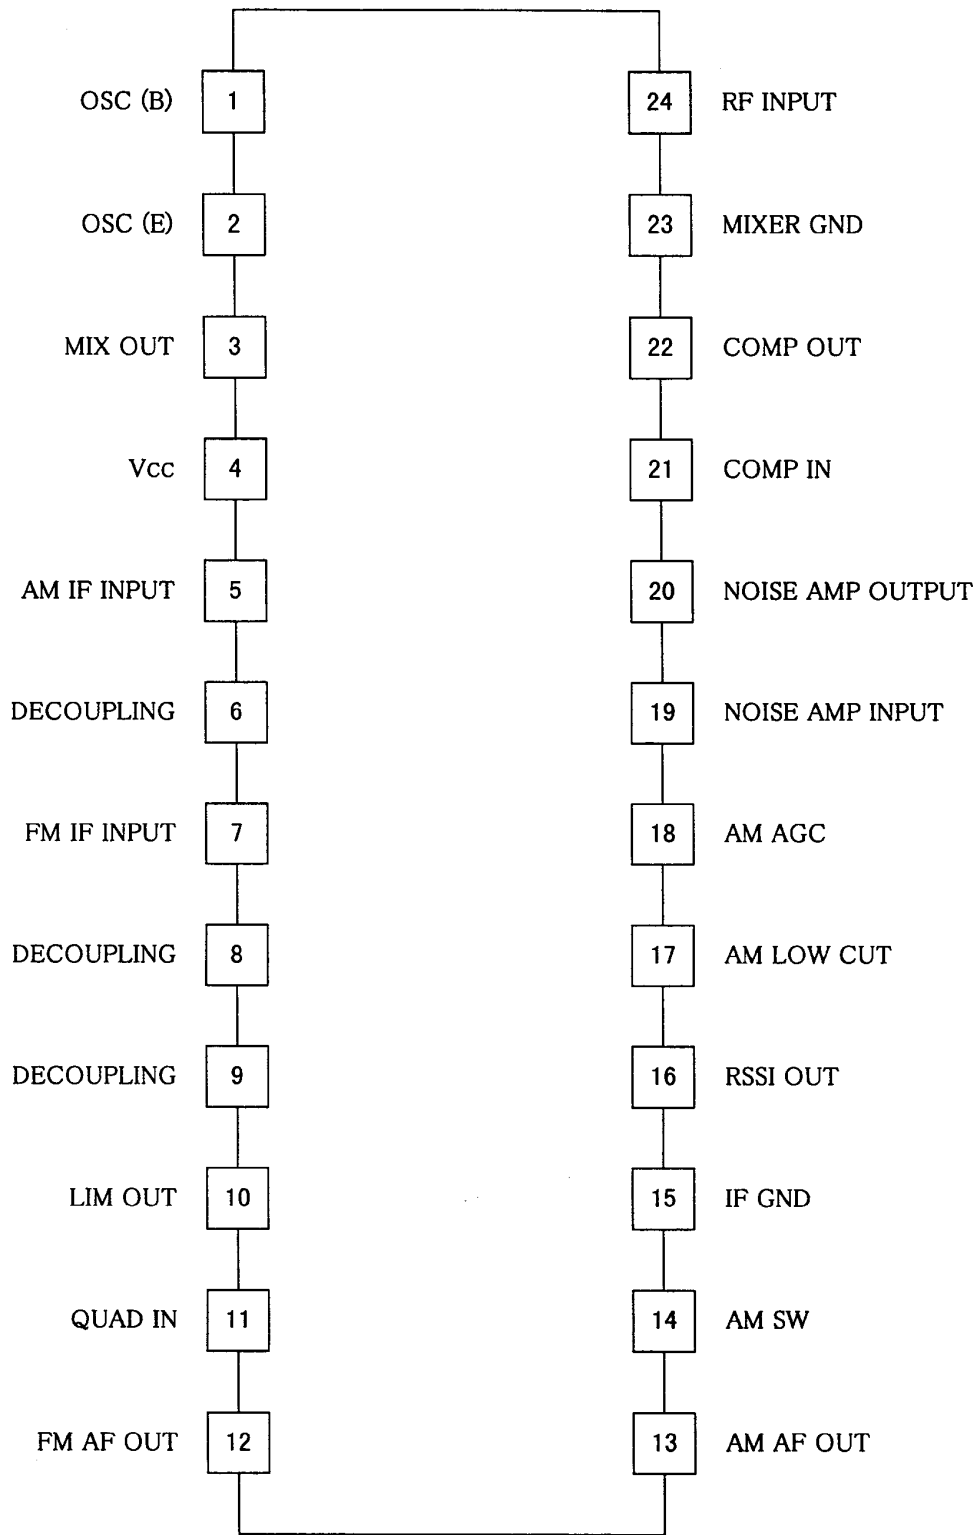 OSC (B) 1 24 RF INPUT
OSC (E) 2 23 MIXER GND
MIX OUT 3 22 COMP OUT
Vcc 4 21 COMP IN
AM IF INPUT 5 20 NOISE AMP OUTPUT
DECOUPLING 6 19 NOISE AMP INPUT
FM IF INPUT 7 18 AM AGC
DECOUPLING 8 17 AM LOW CUT
DECOUPLING 9 16 RSSI OUT
LIM OUT 10 15 IF GND
QUAD IN 11 14 AM SW
FM AF OUT 12 13 AM AF OUT